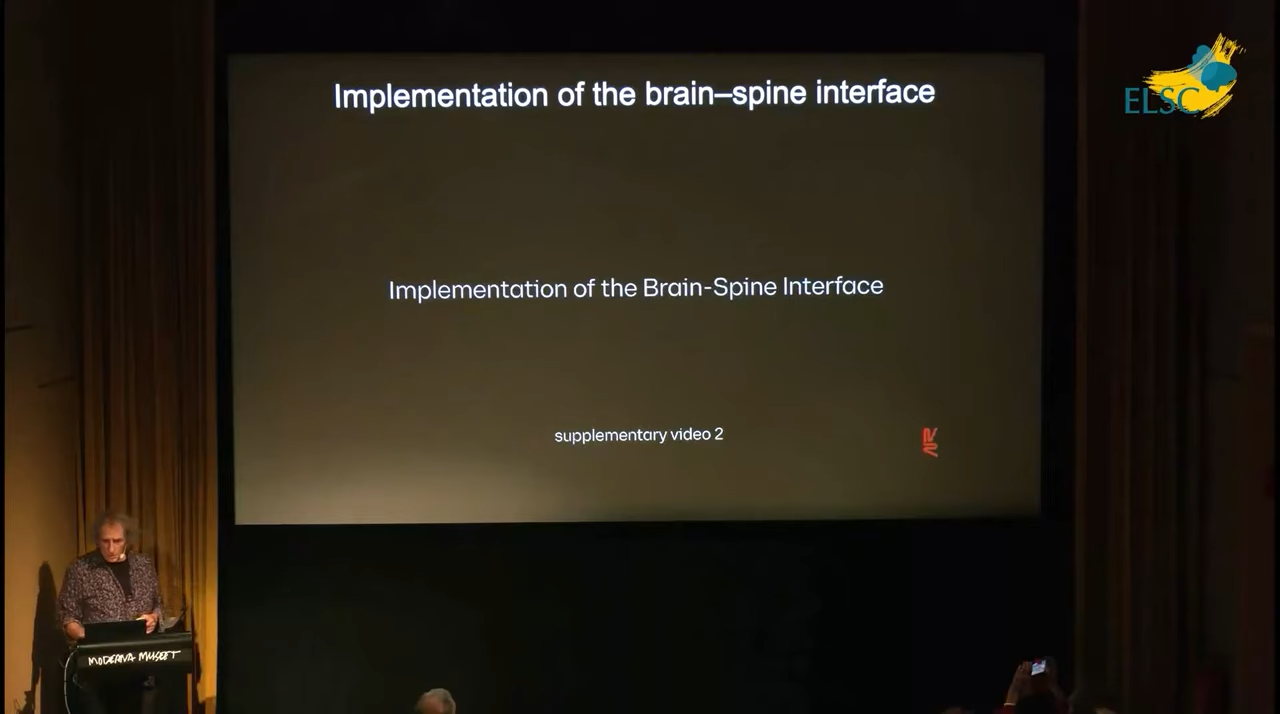 Implementation of the brain–spine interface
ELSC
Implementation of the Brain-Spine Interface
supplementary video 2
MODERNA MUSEET